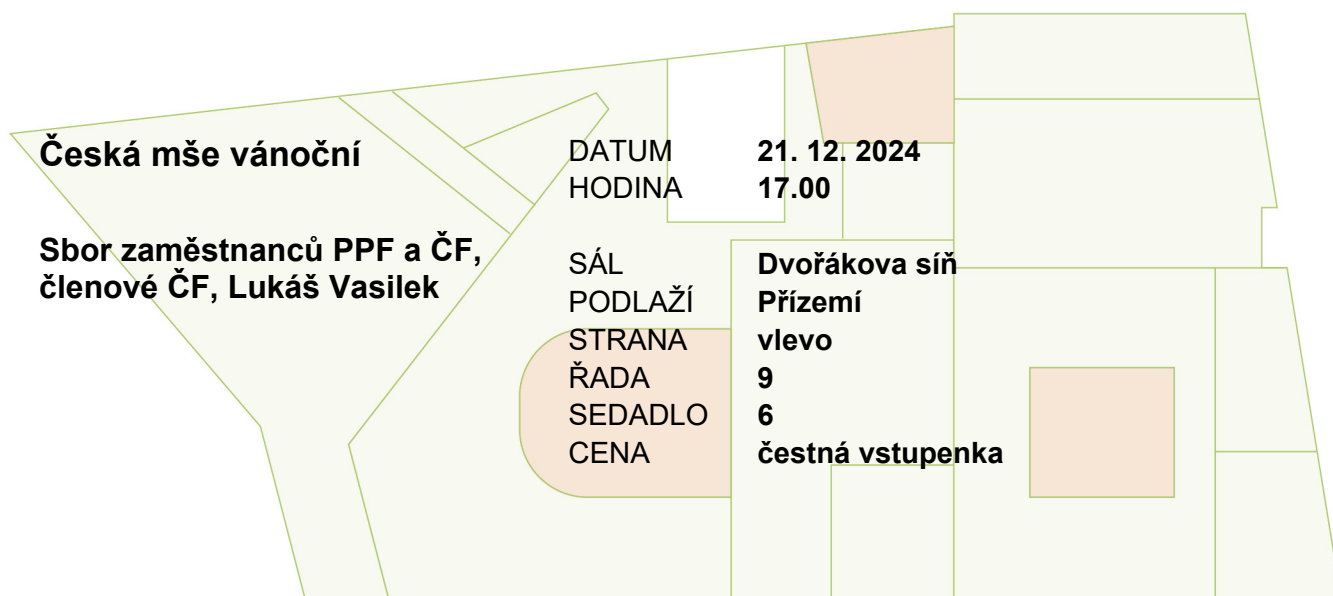 Česká mše vánoční
Sbor zaměstnanců PPF a ČF,
členové ČF, Lukáš Vasilek
DATUM 21. 12. 2024
HODINA 17.00
SÁL Dvořákova síň
PODLAŽÍ Přízemí
STRANA vlevo
ŘADA 9
SEDADLO 6
CENA čestná vstupenka